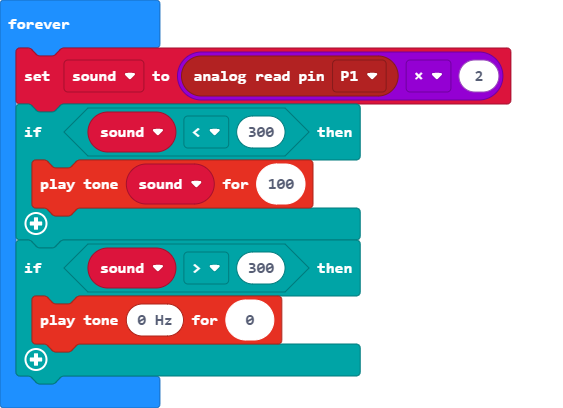 forever
set sound to analog read pin P1 × 2
if sound < 300 then
play tone sound for 100
if sound > 300 then
play tone 0 Hz for 0